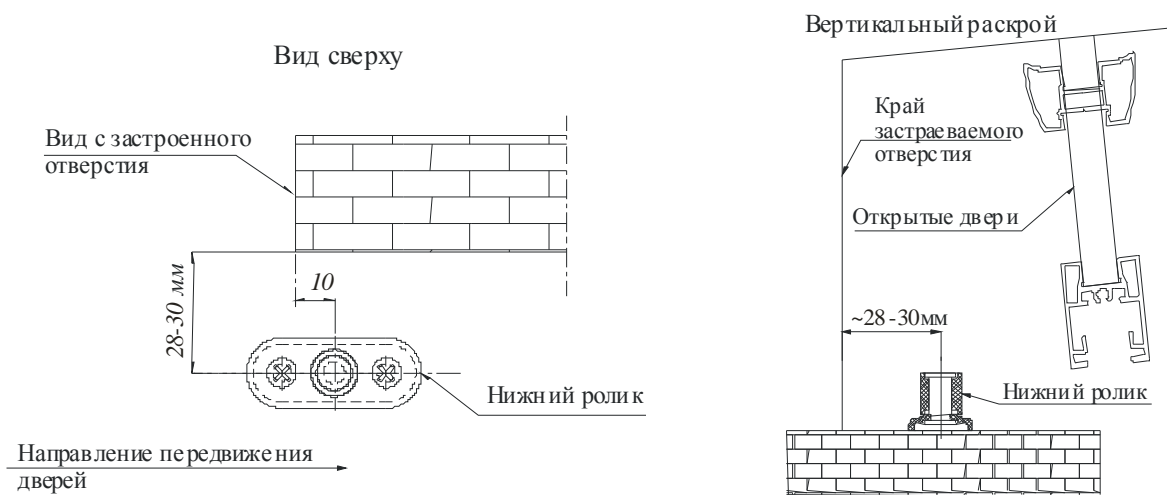 Вид сверху
Вид с застроенного
отверстия
10
28-30 мм
Нижний ролик
Направление передвижения
дверей
Вертикальный раскрой
Край
застраеваемого
отверстия
Открытые двери
~28-30мм
Нижний ролик